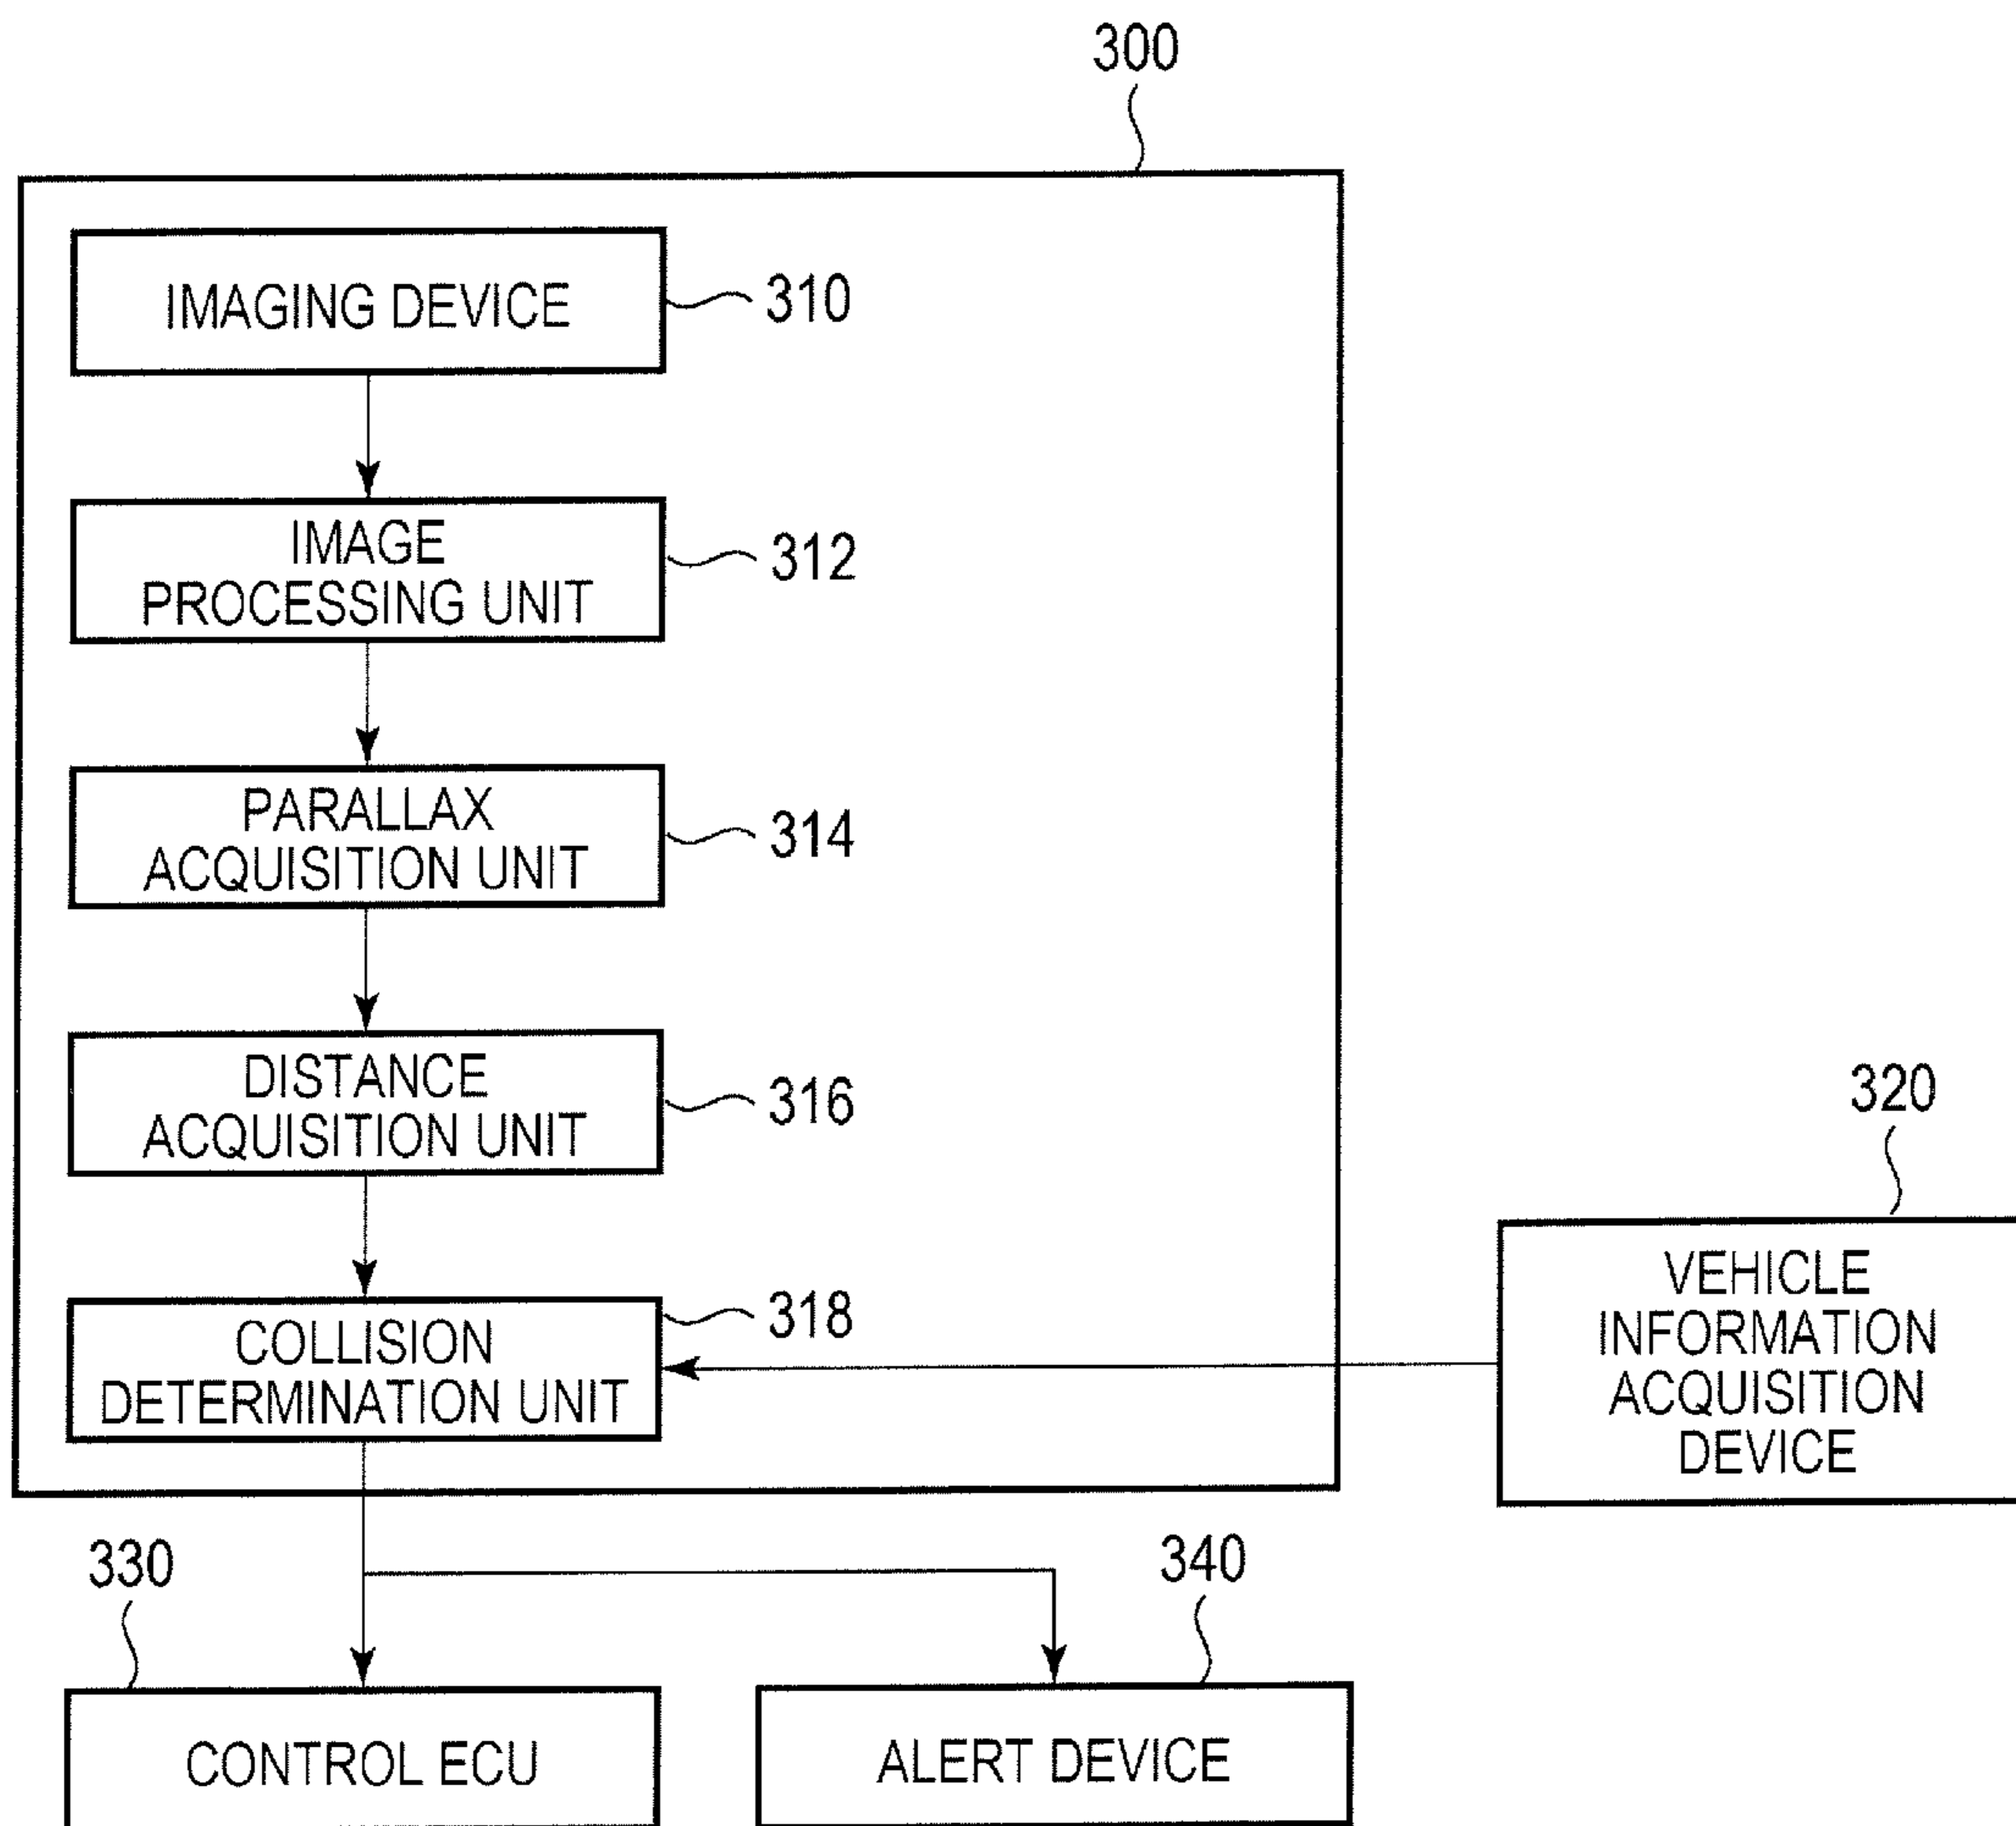 300
IMAGING DEVICE
310
IMAGE
PROCESSING UNIT
312
PARALLAX
ACQUISITION UNIT
314
DISTANCE
ACQUISITION UNIT
316
COLLISION
DETERMINATION UNIT
318
320
VEHICLE
INFORMATION
ACQUISITION
DEVICE
330
CONTROL ECU
340
ALERT DEVICE